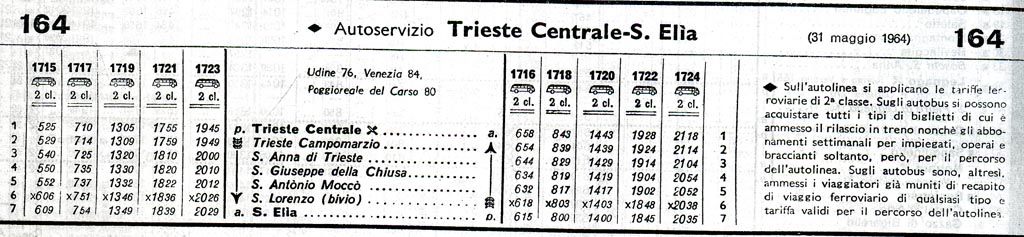 164 ◆ Autoservizio Trieste Centrale-S. Elìa (31 maggio 1964) 164
1715 1717 1719 1721 1723
2 cl. 2 cl. 2 cl. 2 cl. 2 cl.
Udine 76, Venezia 84,
Poggioreale del Carso 80
1716 1718 1720 1722 1724
2 cl. 2 cl. 2 cl. 2 cl. 2 cl.
1 525 710 1305 1755 1945 p. Trieste Centrale ............ a. 658 843 1443 1928 2118 1
2 529 714 1309 1759 1949 Trieste Campomarzio ............ 654 839 1439 1924 2114 2
3 540 725 1320 1810 2000 S. Anna di Trieste ............ 644 829 1429 1914 2104 3
4 550 735 1330 1820 2010 S. Giuseppe della Chiusa ............ 634 819 1419 1904 2054 4
5 552 737 1332 1822 2012 S. Antònio Moccò ............ 632 817 1417 1902 2052 5
6 x606 x751 x1346 x1836 x2026 S. Lorenzo (bivio) ............ x618 x803 x1403 x1848 x2038 6
7 609 754 1349 1839 2029 a. S. Elìa ............ p. 615 800 1400 1845 2035 7
◆ Sull'autolinea si applicano le tariffe fer-
roviarie di 2ª classe. Sugli autobus si possono
acquistare tutti i tipi di biglietti di cui è
ammesso il rilascio in treno nonchè gli abbo-
namenti settimanali per impiegati, operai e
braccianti soltanto, però, per il percorso
dell'autolinea. Sugli autobus sono, altresì,
ammessi i viaggiatori già muniti di recapito
di viaggio ferroviario di qualsiasi tipo e
tariffa validi per il percorso dell'autolinea